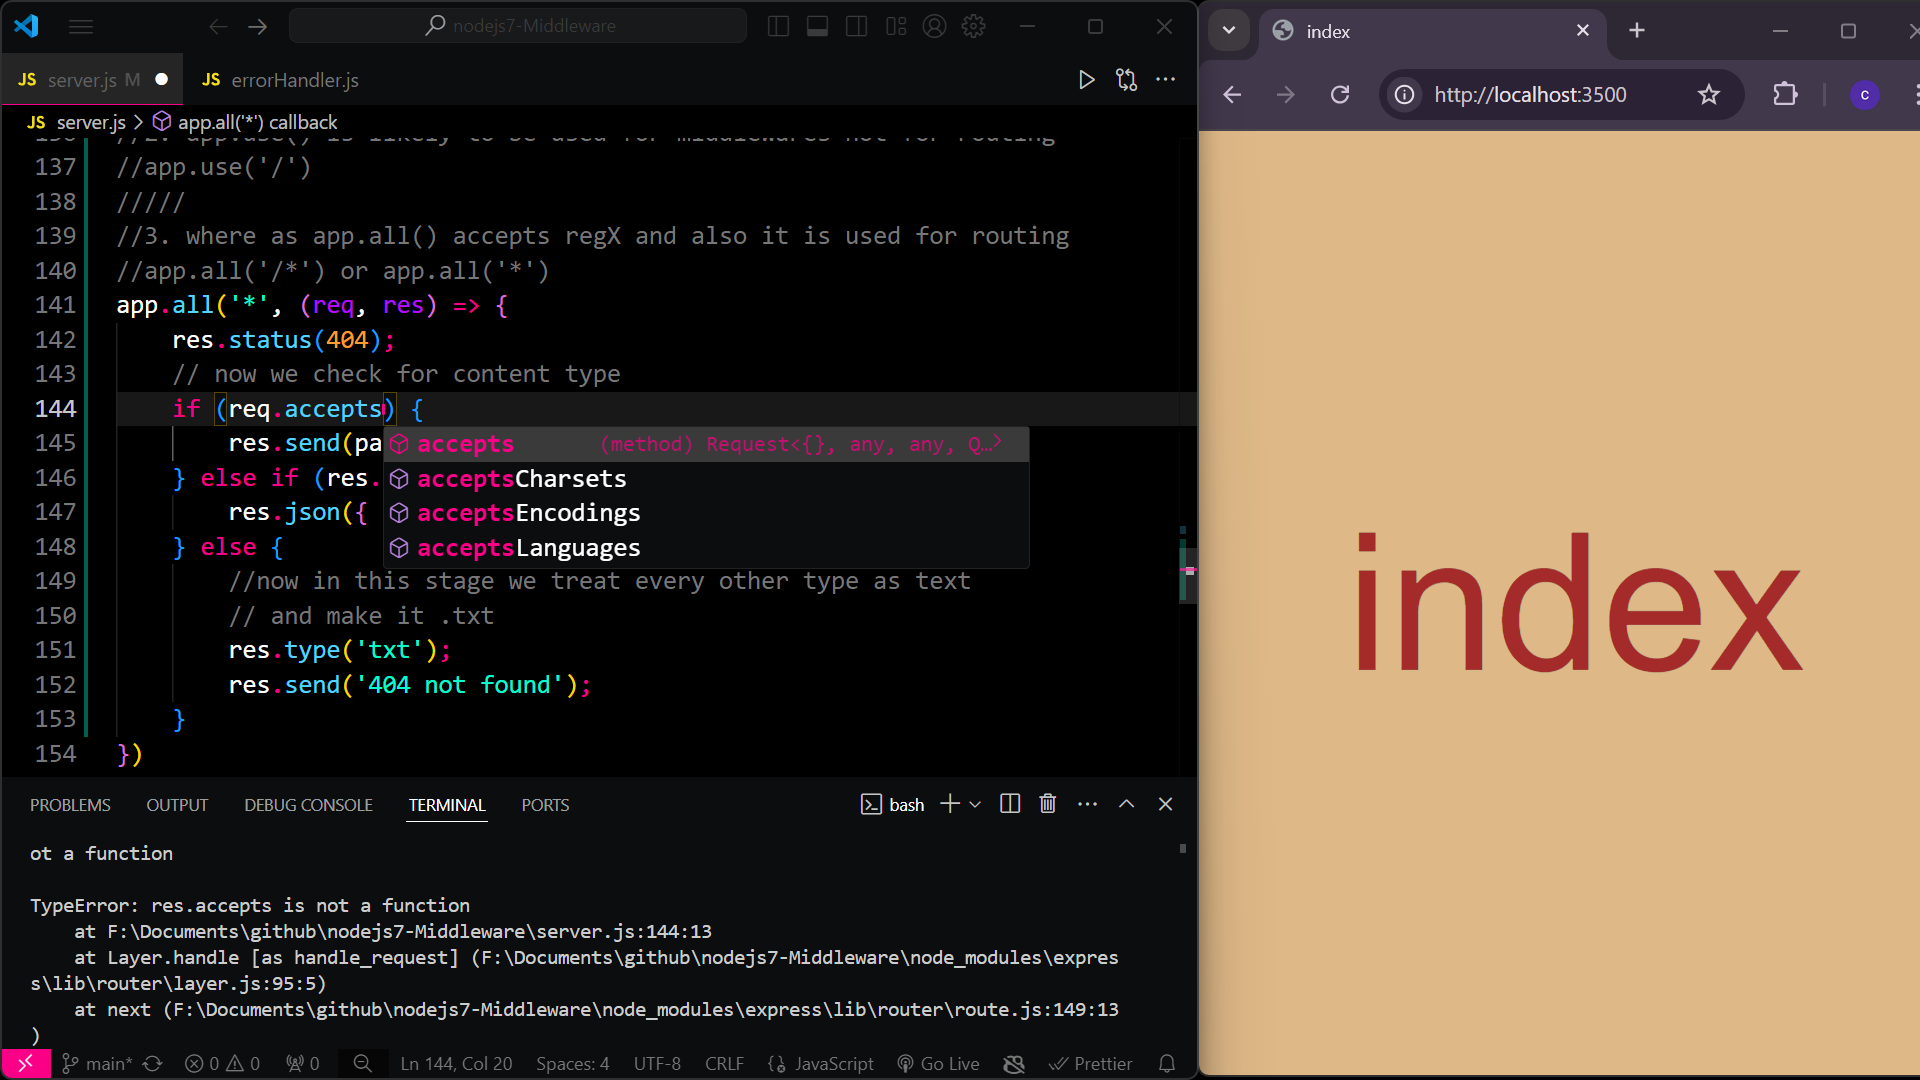 nodejs7-Middleware
JS server.js M
JS errorHandler.js
JS server.js > app.all('*') callback
136 //2. app.use() is likely to be used for middlewares not for routing
137 //app.use('/')
138 /////
139 //3. where as app.all() accepts regX and also it is used for routing
140 //app.all('/*') or app.all('*')
141 app.all('*', (req, res) => {
142 res.status(404);
143 // now we check for content type
144 if (req.accepts) {
145 res.send(pa
146 } else if (res.
147 res.json({
148 } else {
149 //now in this stage we treat every other type as text
150 // and make it .txt
151 res.type('txt');
152 res.send('404 not found');
153 }
154 })
accepts (method) Request<{}, any, any, Q…>
acceptsCharsets
acceptsEncodings
acceptsLanguages
PROBLEMS OUTPUT DEBUG CONSOLE TERMINAL PORTS
bash
ot a function
TypeError: res.accepts is not a function
at F:\Documents\github\nodejs7-Middleware\server.js:144:13
at Layer.handle [as handle_request] (F:\Documents\github\nodejs7-Middleware\node_modules\expres
s\lib\router\layer.js:95:5)
at next (F:\Documents\github\nodejs7-Middleware\node_modules\express\lib\router\route.js:149:13
)
main* 0 0 0 Ln 144, Col 20 Spaces: 4 UTF-8 CRLF JavaScript Go Live Prettier
index
http://localhost:3500
c
index